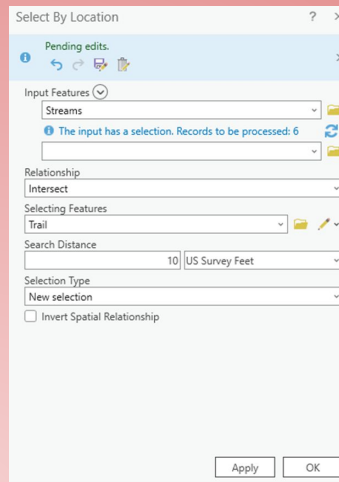 Select By Location ?
Pending edits.
Input Features
Streams
The input has a selection. Records to be processed: 6
Relationship
Intersect
Selecting Features
Trail
Search Distance
10 US Survey Feet
Selection Type
New selection
Invert Spatial Relationship
Apply OK